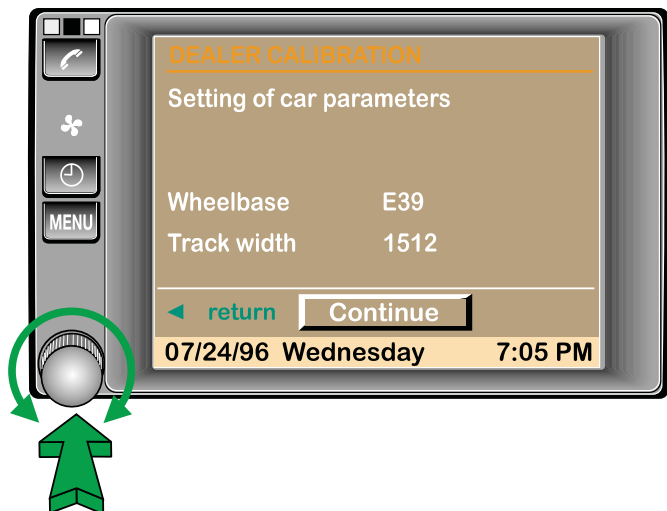 DEALER CALIBRATION
Setting of car parameters
Wheelbase E39
Track width 1512
◄ return Continue
07/24/96 Wednesday 7:05 PM
MENU